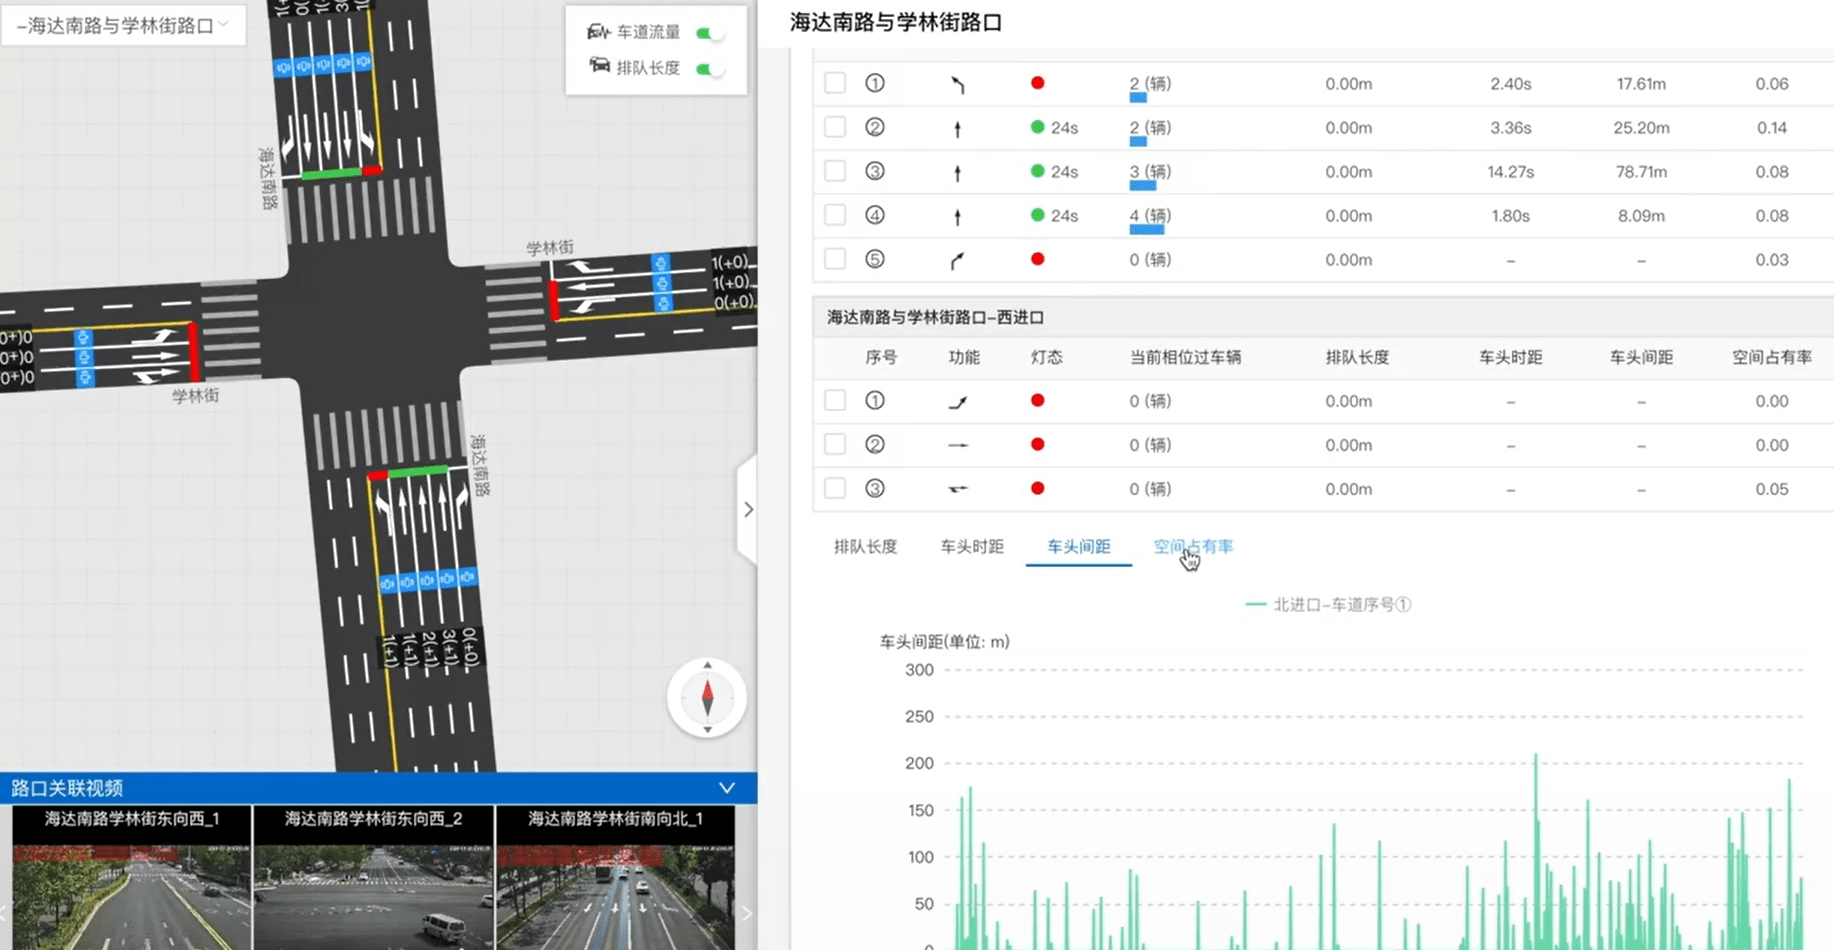 –海达南路与学林街路口
车道流量
排队长度
海达南路
学林街
1(+0)
1(+0)
0(+0)
0+)0
0+)0
0+)0
学林街
海达南路
1(+1)
1(+1)
2(+1)
3(+1)
0(+0)
路口关联视频
海达南路学林街东向西_1
海达南路学林街东向西_2
海达南路学林街南向北_1
海达南路与学林街路口
① 2 (辆) 0.00m 2.40s 17.61m 0.06
② 24s 2 (辆) 0.00m 3.36s 25.20m 0.14
③ 24s 3 (辆) 0.00m 14.27s 78.71m 0.08
④ 24s 4 (辆) 0.00m 1.80s 8.09m 0.08
⑤ 0 (辆) 0.00m – – 0.03
海达南路与学林街路口–西进口
序号 功能 灯态 当前相位过车辆 排队长度 车头时距 车头间距 空间占有率
① 0 (辆) 0.00m – – 0.00
② 0 (辆) 0.00m – – 0.00
③ 0 (辆) 0.00m – – 0.05
排队长度 车头时距 车头间距 空间占有率
北进口–车道序号①
车头间距(单位: m)
300
250
200
150
100
50
0